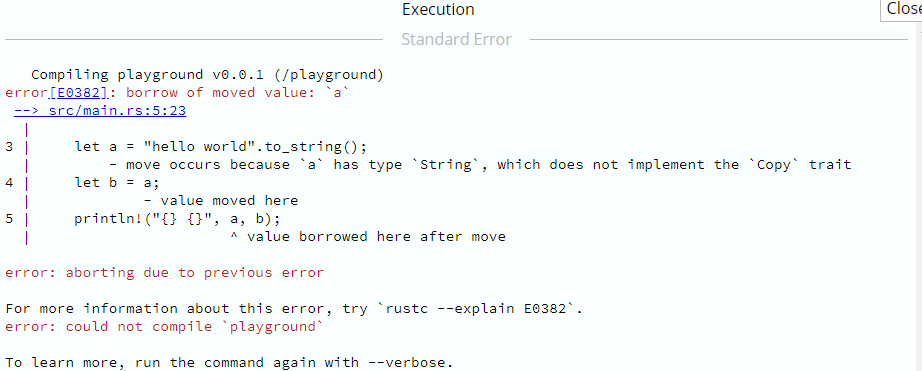 Execution
Close
Standard Error
   Compiling playground v0.0.1 (/playground)
error[E0382]: borrow of moved value: `a`
 --> src/main.rs:5:23
  |
3 |     let a = "hello world".to_string();
  |         - move occurs because `a` has type `String`, which does not implement the `Copy` trait
4 |     let b = a;
  |             - value moved here
5 |     println!("{} {}", a, b);
  |                       ^ value borrowed here after move
error: aborting due to previous error
For more information about this error, try `rustc --explain E0382`.
error: could not compile `playground`
To learn more, run the command again with --verbose.